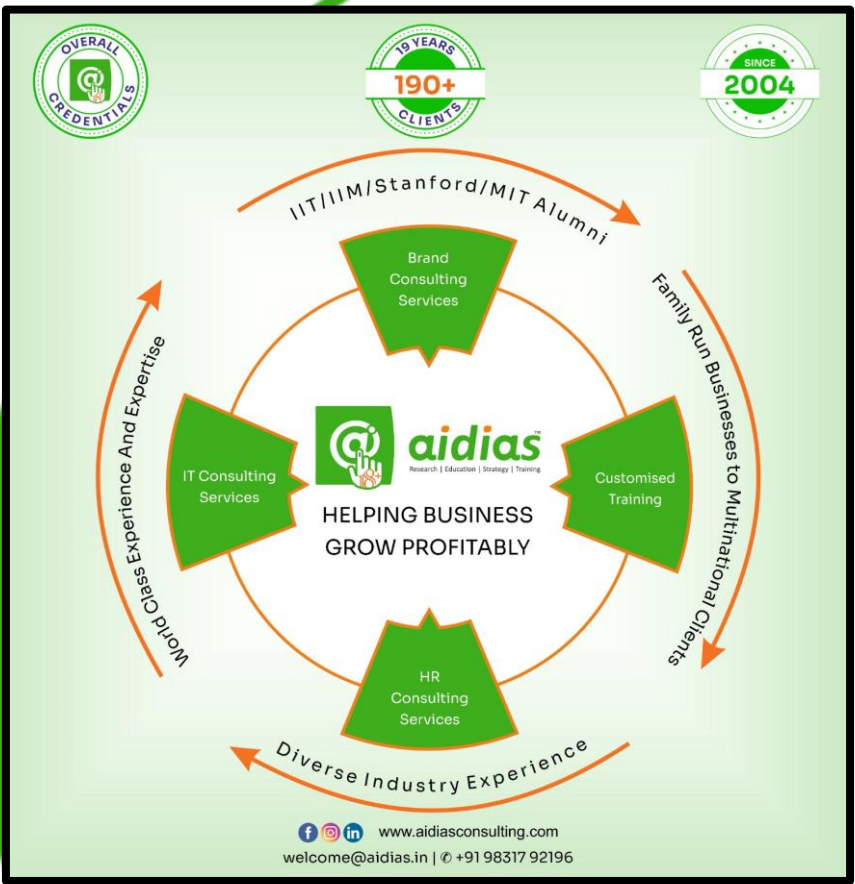 OVERALL
CREDENTIALS
19 YEARS
190+
CLIENTS
SINCE
2004
IIT/IIM/Stanford/MIT Alumni
Brand
Consulting
Services
Family Run Businesses to Multinational Clients
World Class Experience And Expertise
IT Consulting
Services
@
18+
aidias™
Research | Education | Strategy | Training
HELPING BUSINESS
GROW PROFITABLY
Customised
Training
HR
Consulting
Services
Diverse Industry Experience
www.aidiasconsulting.com
welcome@aidias.in | ✆ +91 98317 92196